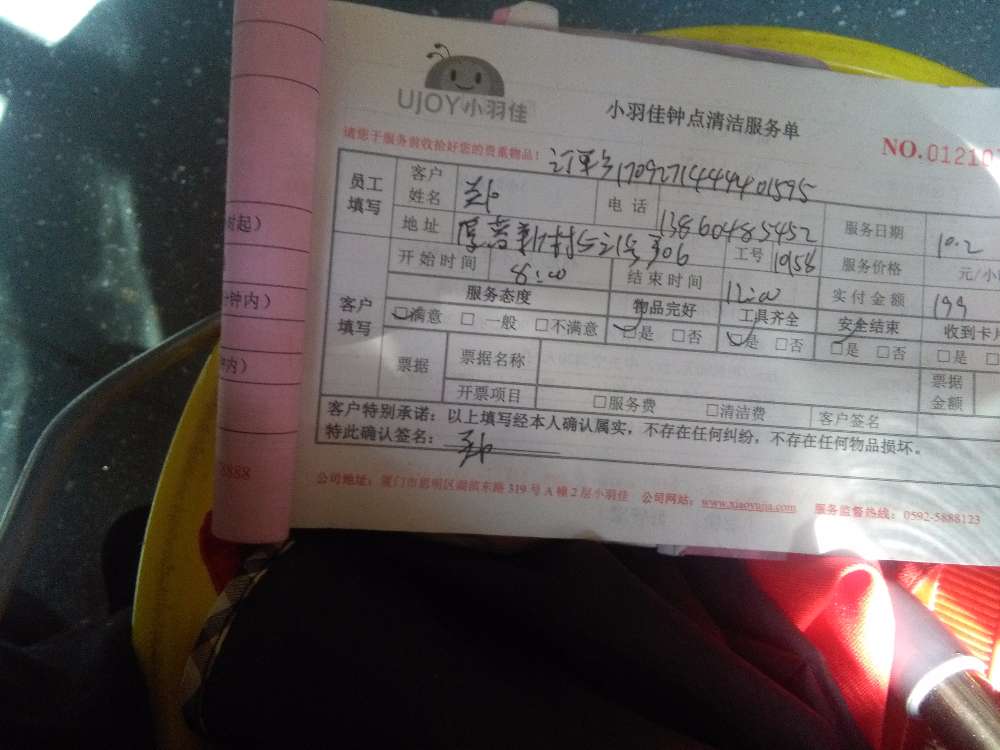 UJOY小羽佳
小羽佳钟点清洁服务单
NO.01210
请您于服务前收拾好您的贵重物品!
订单号1709271444401595
员工填写 客户姓名 电话 13860485452 服务日期 10.2
地址 工号 1058 服务价格 元/小
开始时间 8:00 结束时间 12:00 实付金额 199
客户填写 服务态度 物品完好 工具齐全 安全结束 收到卡片
□满意 □一般 □不满意 □是 □否 □是 □否 □是 □否 □是
票据 票据名称 票据金额
开票项目 □服务费 □清洁费 客户签名
客户特别承诺:以上填写经本人确认属实,不存在任何纠纷,不存在任何物品损坏。
特此确认签名:
公司地址:厦门市思明区湖滨东路319号A幢2层小羽佳 公司网站:www.xiaoyujia.com 服务监督热线:0592-5888123
时起)
分钟内)
内)
8888